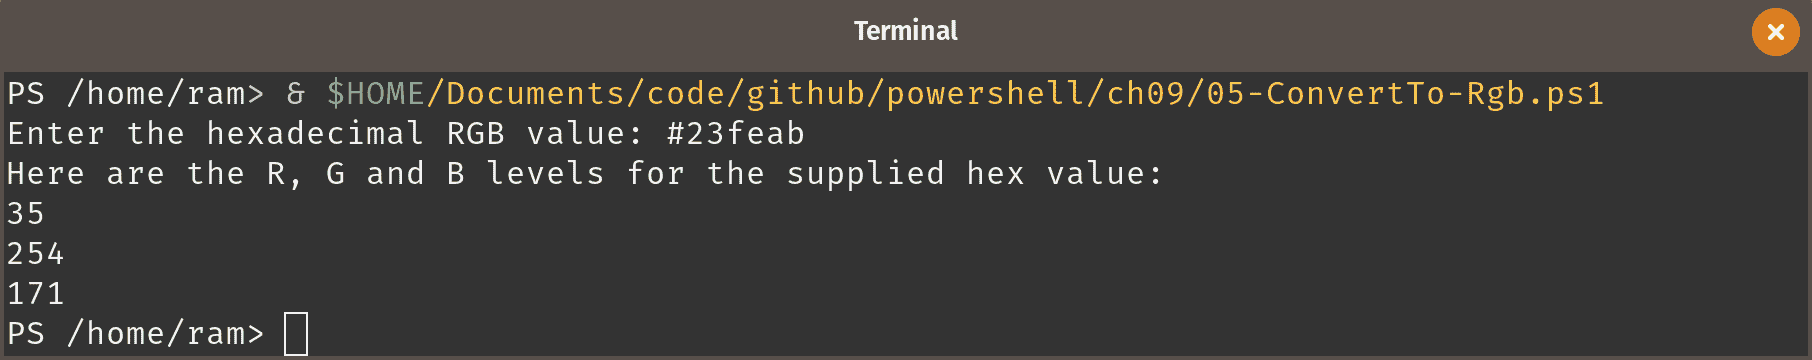 Terminal
PS /home/ram> & $HOME/Documents/code/github/powershell/ch09/05-ConvertTo-Rgb.ps1
Enter the hexadecimal RGB value: #23feab
Here are the R, G and B levels for the supplied hex value:
35
254
171
PS /home/ram>